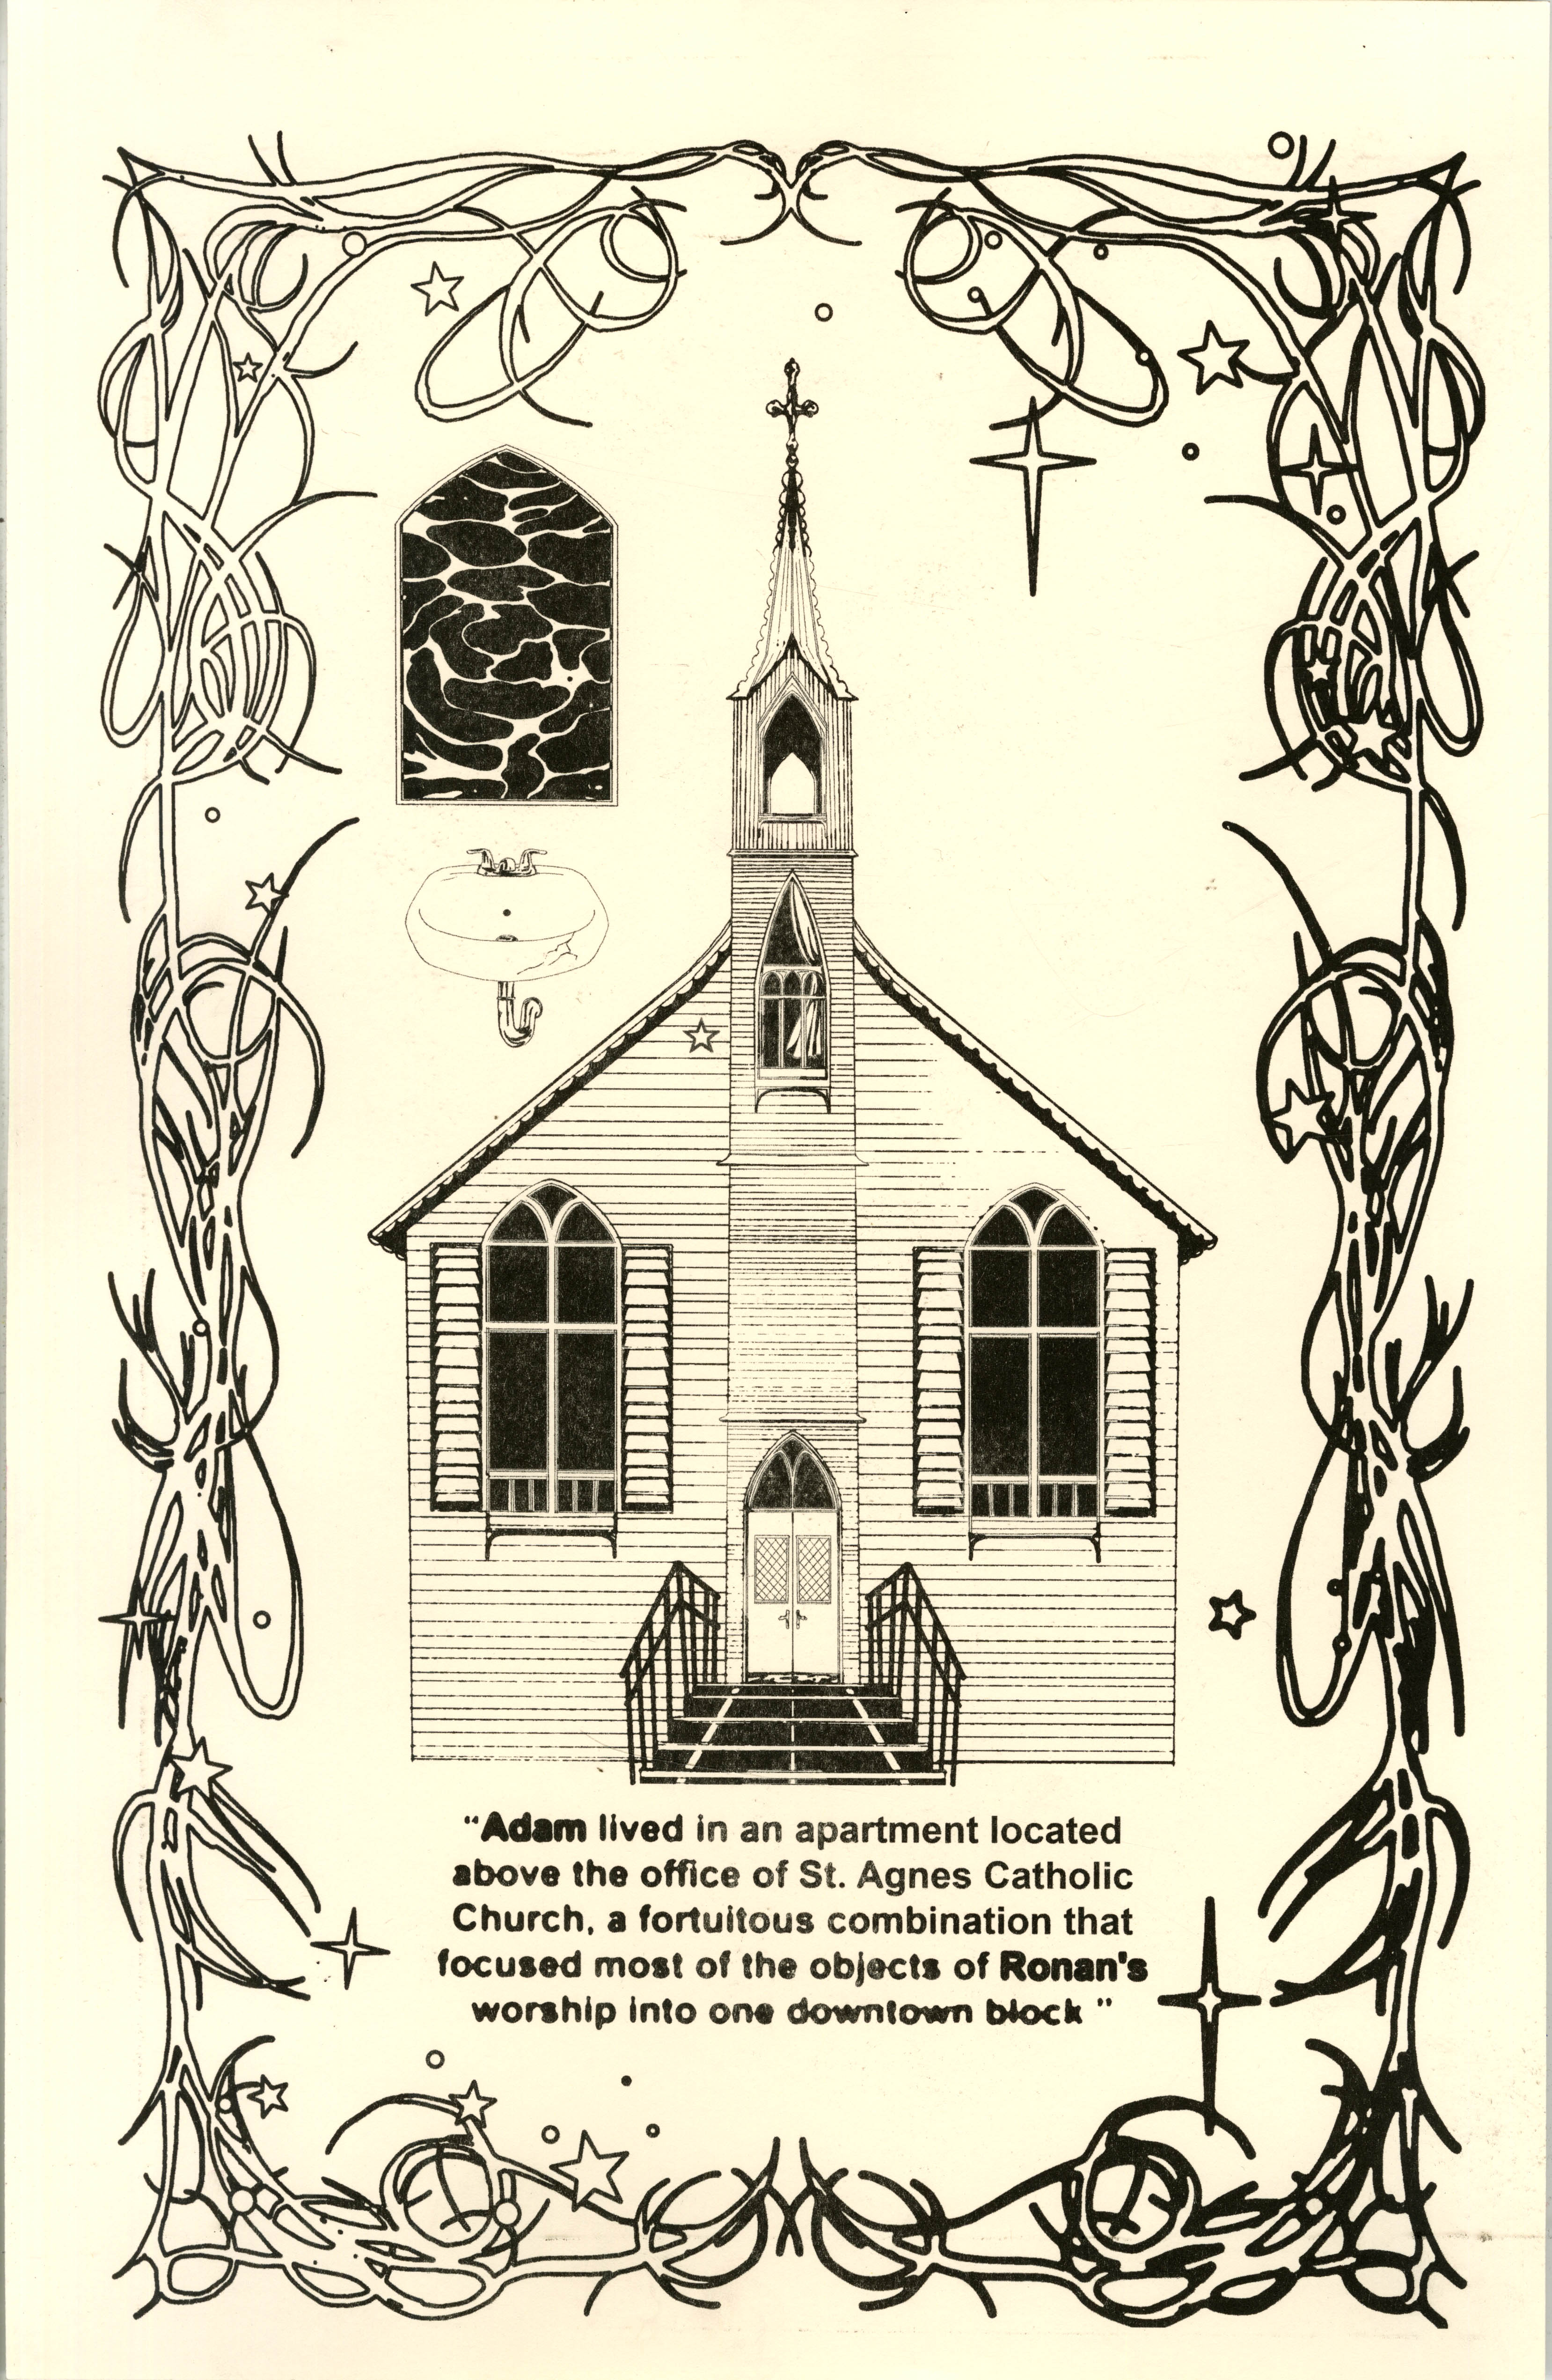 “Adam lived in an apartment located
above the office of St. Agnes Catholic
Church, a fortuitous combination that
focused most of the objects of Ronan's
worship into one downtown block ”